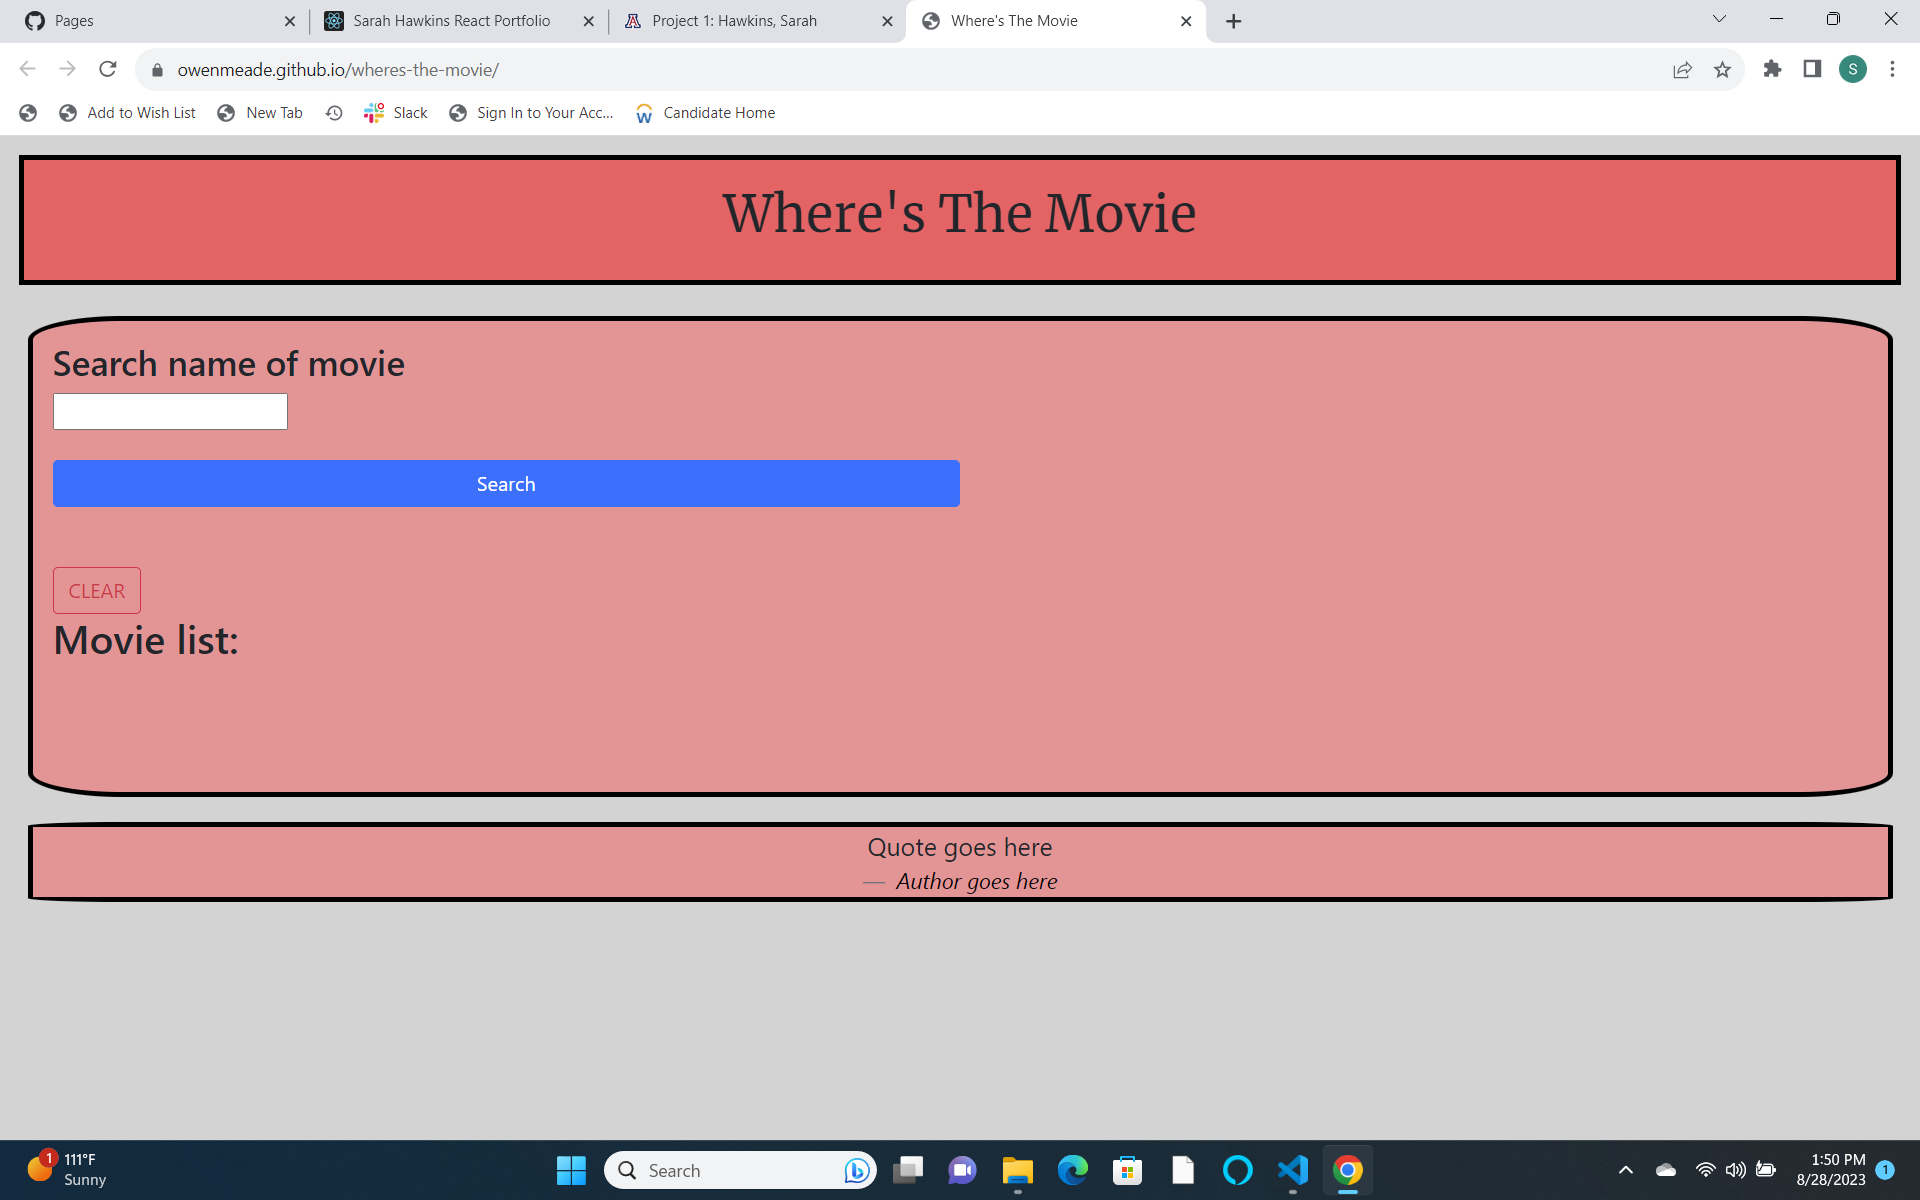 Pages
Sarah Hawkins React Portfolio
Project 1: Hawkins, Sarah
Where's The Movie
owenmeade.github.io/wheres-the-movie/
S
Add to Wish List
New Tab
Slack
Sign In to Your Acc...
Candidate Home
Where's The Movie
Search name of movie
Search
CLEAR
Movie list:
Quote goes here
— Author goes here
1
111°F
Sunny
Search
1:50 PM
8/28/2023
1